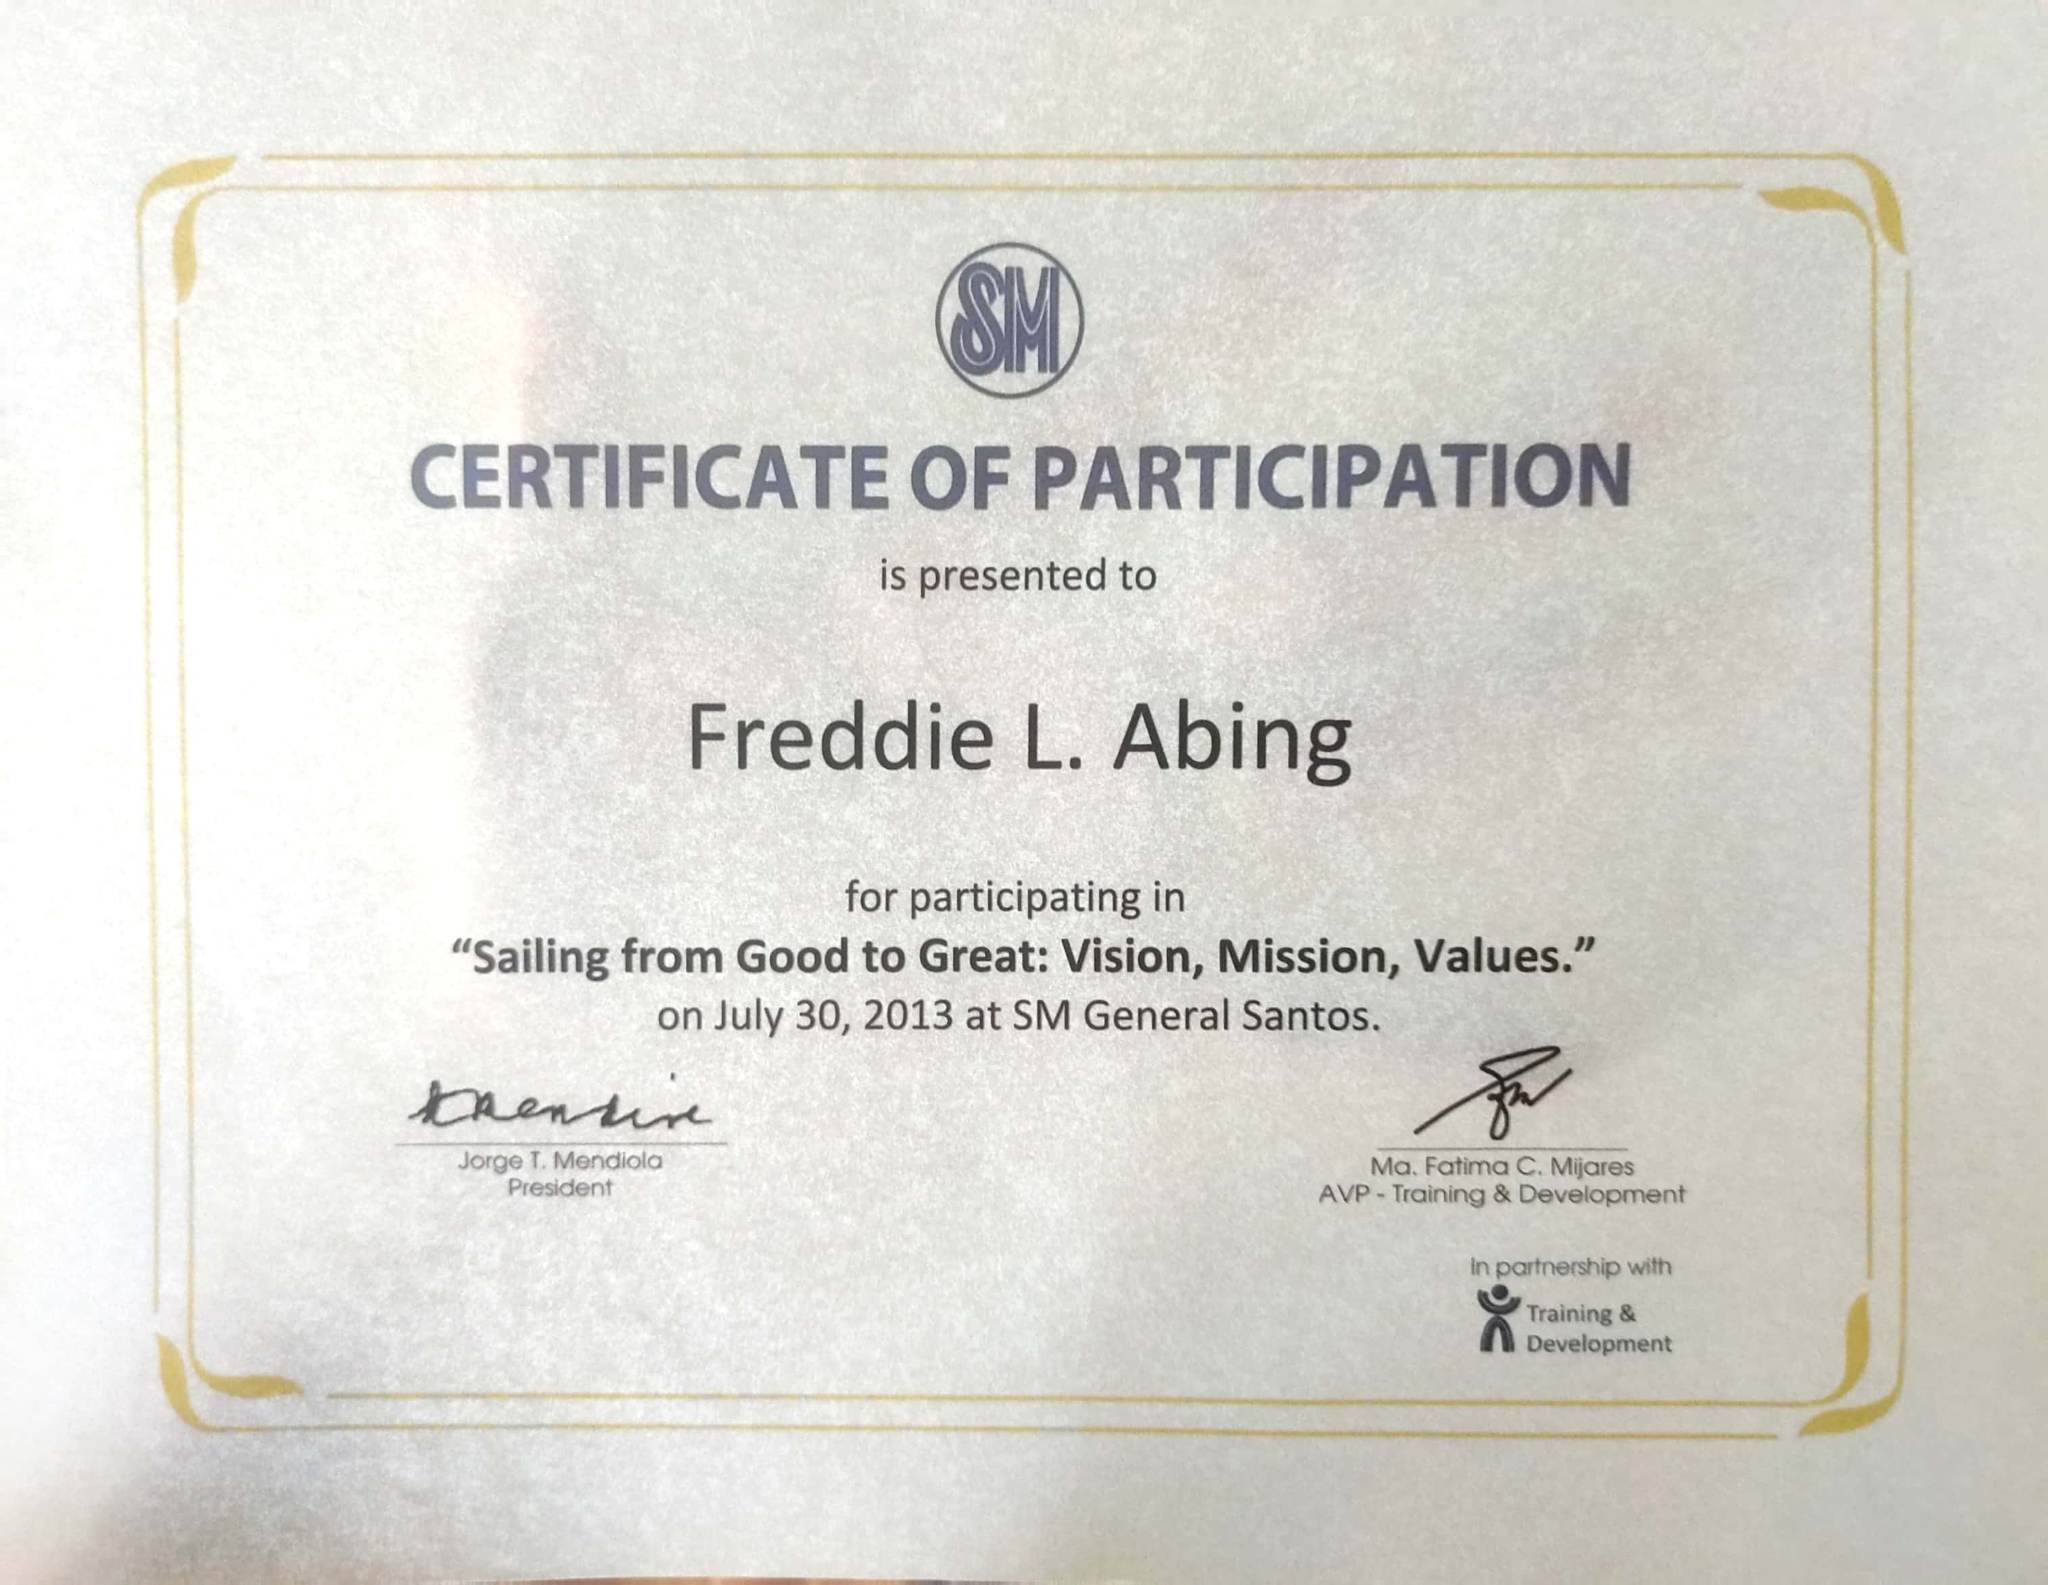 SM
CERTIFICATE OF PARTICIPATION
is presented to
Freddie L. Abing
for participating in
“Sailing from Good to Great: Vision, Mission, Values.”
on July 30, 2013 at SM General Santos.
Jorge T. Mendiola
President
Ma. Fatima C. Mijares
AVP - Training & Development
In partnership with
Training &
Development